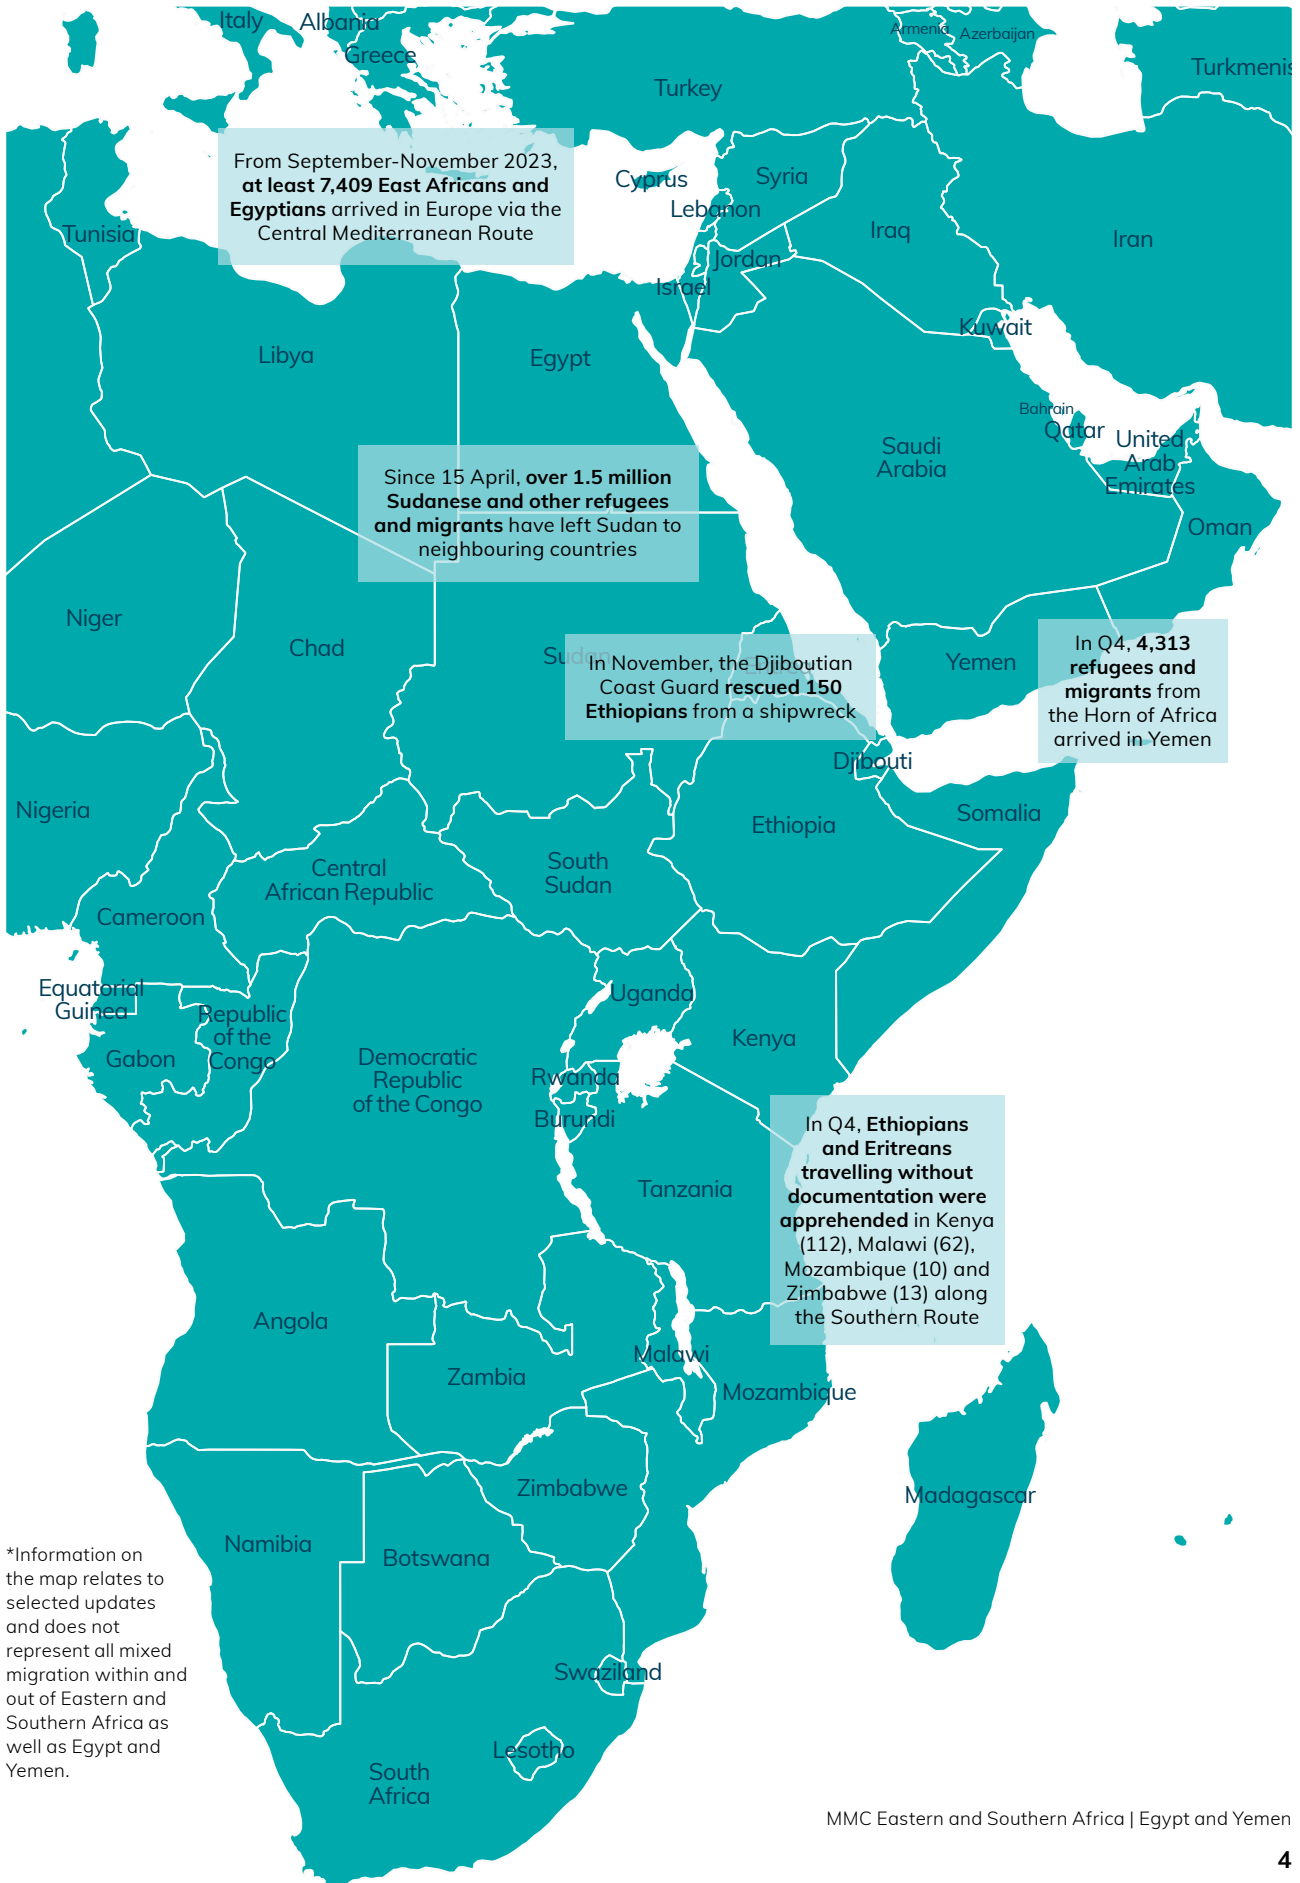 Italy
Albania
Greece
Armenia
Azerbaijan
Turkey
Turkmenis
From September-November 2023,
at least 7,409 East Africans and
Egyptians arrived in Europe via the
Central Mediterranean Route
Cyprus
Syria
Lebanon
Tunisia
Iraq
Iran
Jordan
Israel
Kuwait
Libya
Egypt
Bahrain
Qatar
United
Arab
Emirates
Saudi
Arabia
Since 15 April, over 1.5 million
Sudanese and other refugees
and migrants have left Sudan to
neighbouring countries
Oman
Niger
Chad
Sudan
In November, the Djiboutian
Coast Guard rescued 150
Ethiopians from a shipwreck
Yemen
In Q4, 4,313
refugees and
migrants from
the Horn of Africa
arrived in Yemen
Djibouti
Nigeria
Ethiopia
Somalia
Central
African Republic
South
Sudan
Cameroon
Equatorial
Guinea
Republic
of the
Congo
Gabon
Uganda
Kenya
Democratic
Republic
of the Congo
Rwanda
Burundi
Tanzania
In Q4, Ethiopians
and Eritreans
travelling without
documentation were
apprehended in Kenya
(112), Malawi (62),
Mozambique (10) and
Zimbabwe (13) along
the Southern Route
Angola
Zambia
Malawi
Mozambique
Zimbabwe
Madagascar
Namibia
Botswana
*Information on
the map relates to
selected updates
and does not
represent all mixed
migration within and
out of Eastern and
Southern Africa as
well as Egypt and
Yemen.
Swaziland
Lesotho
South
Africa
MMC Eastern and Southern Africa | Egypt and Yemen
4